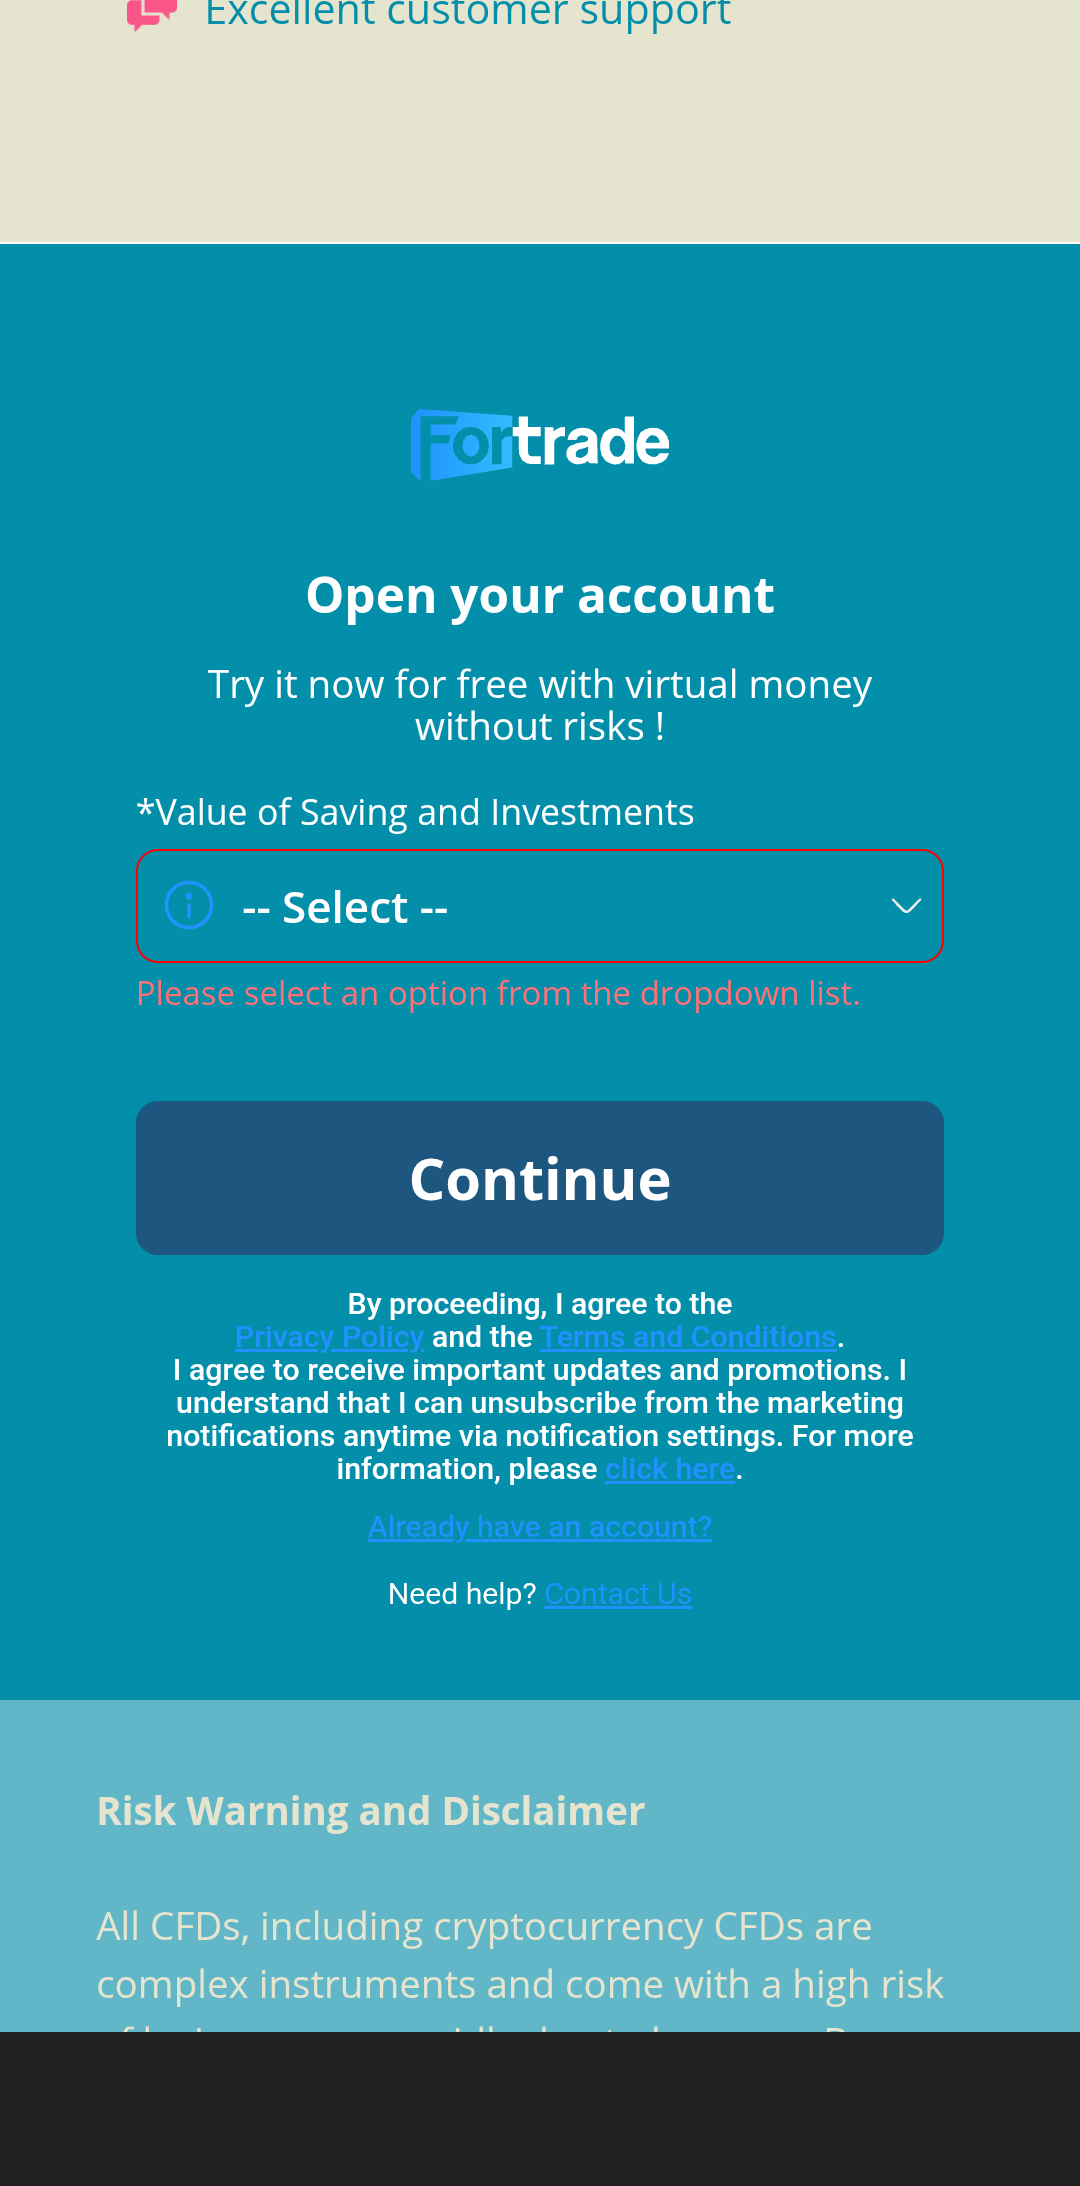 Excellent customer support
Fortrade
Open your account
Try it now for free with virtual money
without risks !
*Value of Saving and Investments
-- Select --
Please select an option from the dropdown list.
Continue
By proceeding, I agree to the
Privacy Policy and the Terms and Conditions.
I agree to receive important updates and promotions. I
understand that I can unsubscribe from the marketing
notifications anytime via notification settings. For more
information, please click here.
Already have an account?
Need help? Contact Us
Risk Warning and Disclaimer
All CFDs, including cryptocurrency CFDs are
complex instruments and come with a high risk